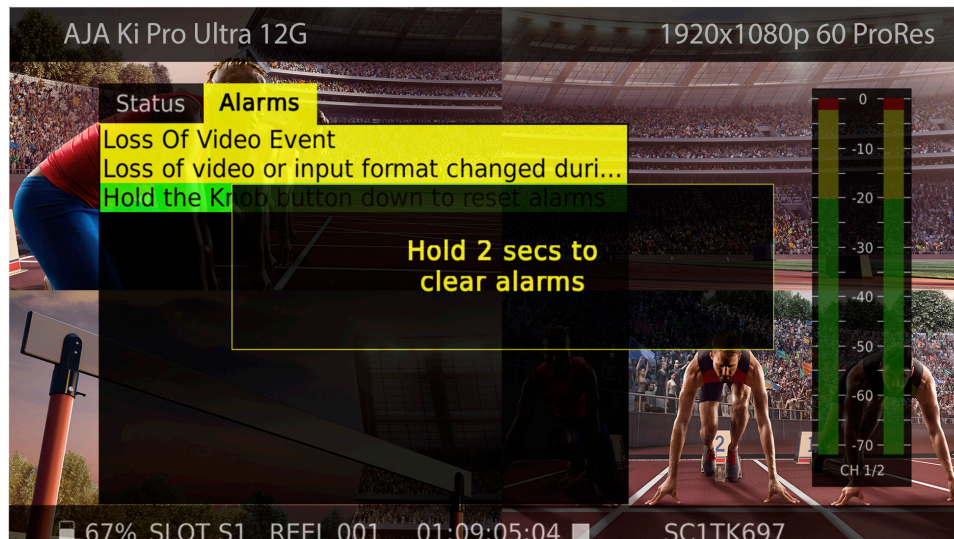 AJA Ki Pro Ultra 12G
1920x1080p 60 ProRes
Status Alarms
Loss Of Video Event
Loss of video or input format changed duri...
Hold the Knob button down to reset alarms
Hold 2 secs to
clear alarms
0
-10
-20
-30
-40
-50
-60
-70
CH 1/2
2
1
67% SLOT S1 REEL 001 01:09:05:04 SC1TK697